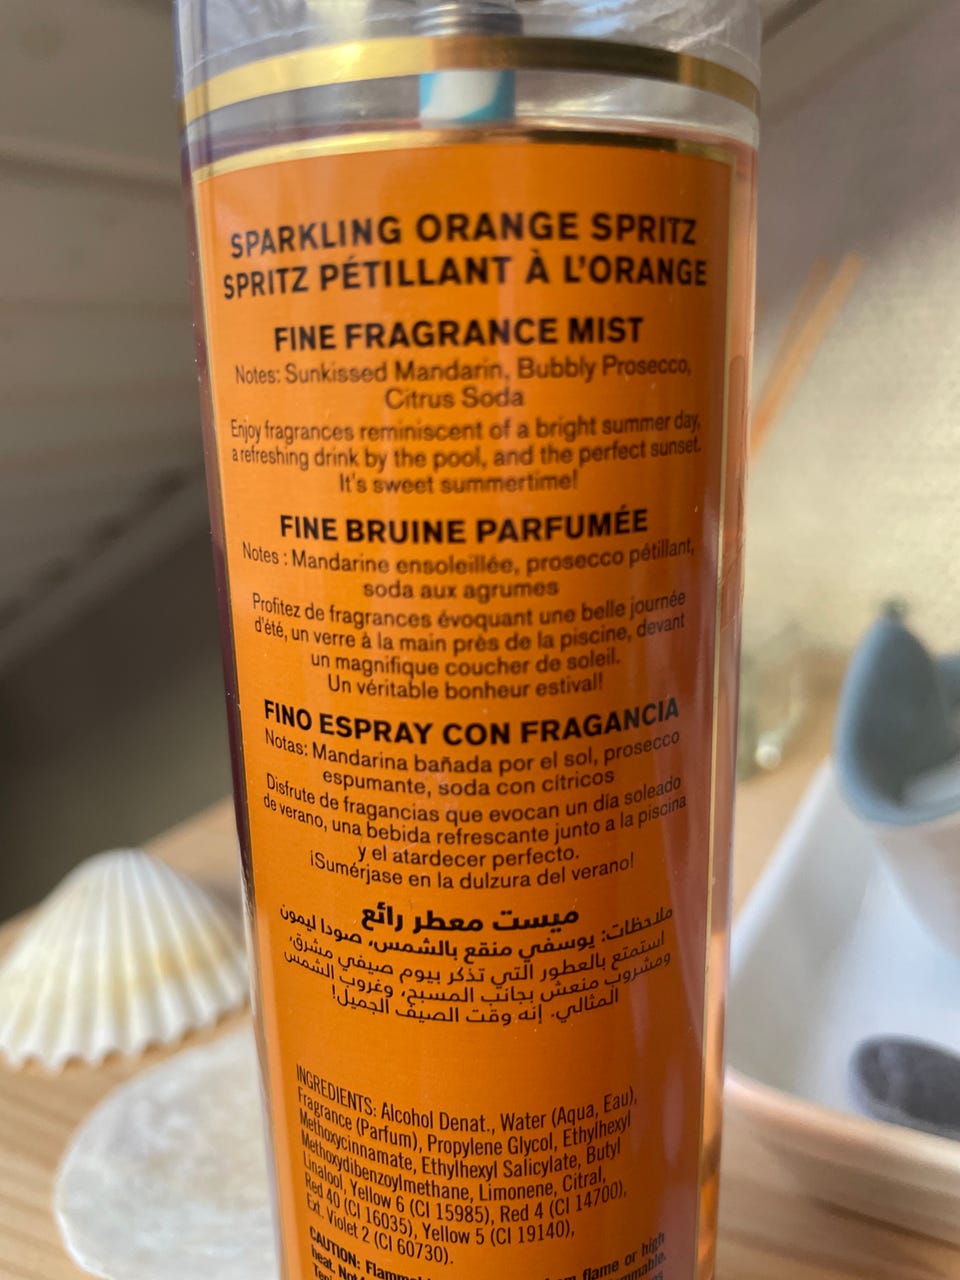 SPARKLING ORANGE SPRITZ
SPRITZ PÉTILLANT À L'ORANGE
FINE FRAGRANCE MIST
Notes: Sunkissed Mandarin, Bubbly Prosecco,
Citrus Soda
Enjoy fragrances reminiscent of a bright summer day,
a refreshing drink by the pool, and the perfect sunset.
It's sweet summertime!
FINE BRUINE PARFUMÉE
Notes : Mandarine ensoleillée, prosecco pétillant,
soda aux agrumes
Profitez de fragrances évoquant une belle journée
d'été, un verre à la main près de la piscine, devant
un magnifique coucher de soleil.
Un véritable bonheur estival!
FINO ESPRAY CON FRAGANCIA
Notas: Mandarina bañada por el sol, prosecco
espumante, soda con cítricos
Disfrute de fragancias que evocan un día soleado
de verano, una bebida refrescante junto a la piscina
y el atardecer perfecto.
¡Sumérjase en la dulzura del verano!
ميست معطر رائع
ملاحظات: يوسفي منقع بالشمس، صودا ليمون
استمتع بالعطور التي تذكر بيوم صيفي مشرق،
ومشروب منعش بجانب المسبح، وغروب الشمس
المثالي. إنه وقت الصيف الجميل!
INGREDIENTS: Alcohol Denat., Water (Aqua, Eau),
Fragrance (Parfum), Propylene Glycol, Ethylhexyl
Methoxycinnamate, Ethylhexyl Salicylate, Butyl
Methoxydibenzoylmethane, Limonene, Citral,
Linalool, Yellow 6 (CI 15985), Red 4 (CI 14700),
Red 40 (CI 16035), Yellow 5 (CI 19140),
Ext. Violet 2 (CI 60730).
CAUTION: flame or high
heat.